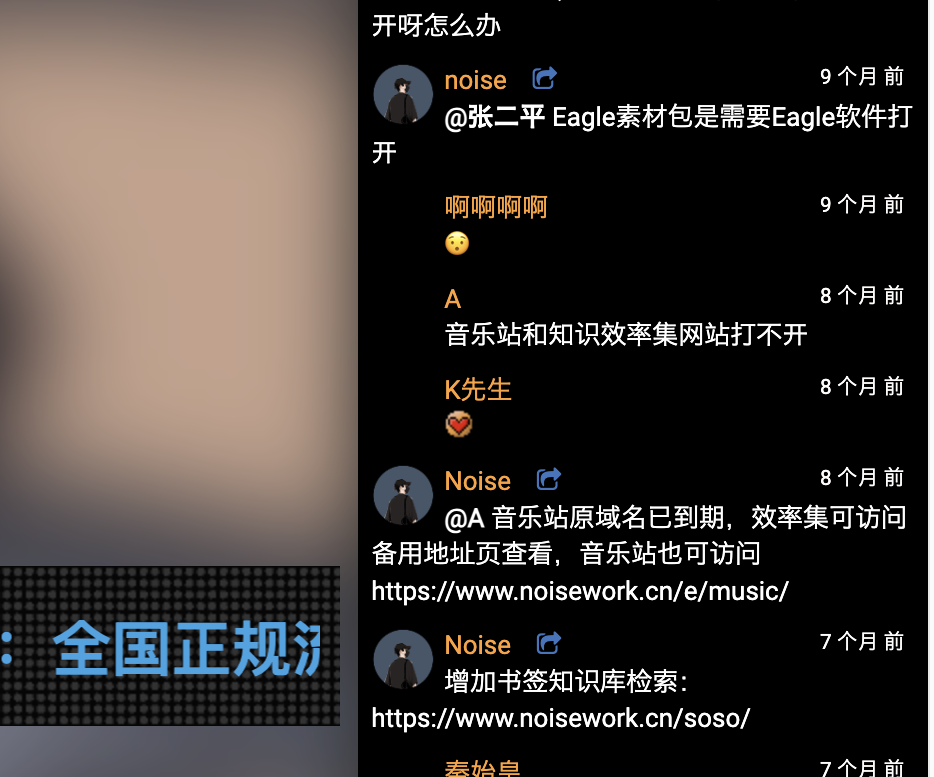 开呀怎么办
noise 9 个月 前
@张二平 Eagle素材包是需要Eagle软件打
开
啊啊啊啊 9 个月 前
😯
A 8 个月 前
音乐站和知识效率集网站打不开
K先生 8 个月 前
Noise 8 个月 前
@A 音乐站原域名已到期，效率集可访问
备用地址页查看，音乐站也可访问
https://www.noisework.cn/e/music/
Noise 7 个月 前
增加书签知识库检索：
https://www.noisework.cn/soso/
秦始皇 7 个月 前
：全国正规